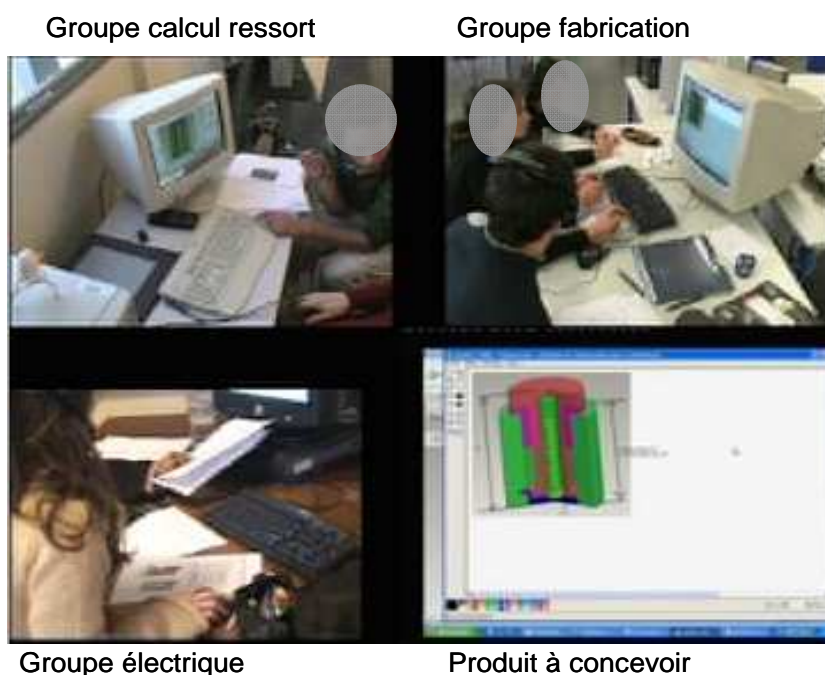 Groupe calcul ressort
Groupe fabrication
Groupe électrique
Produit à concevoir